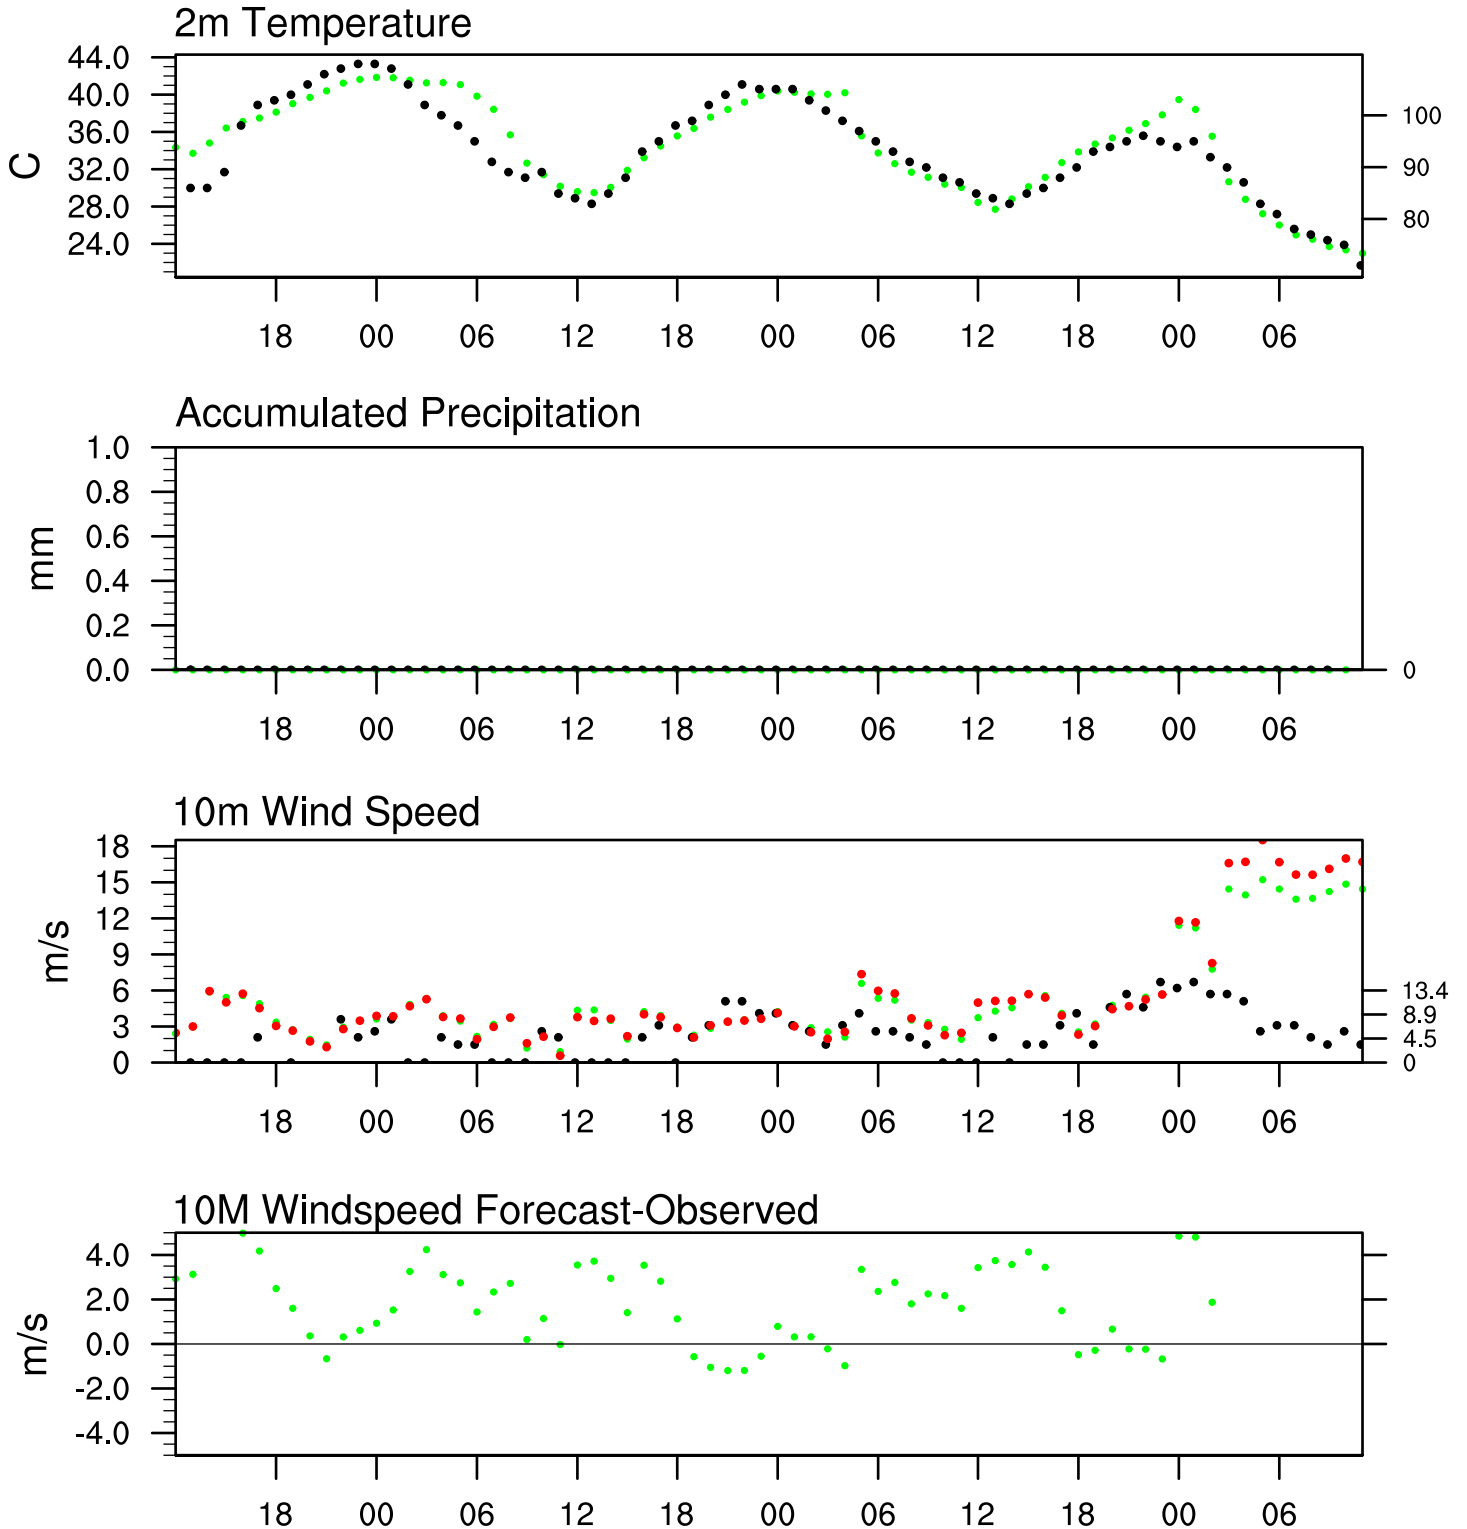 2m Temperature
44.0
40.0
36.0
32.0
28.0
24.0
C
100
90
80
18 00 06 12 18 00 06 12 18 00 06
Accumulated Precipitation
1.0
0.8
0.6
0.4
0.2
0.0
mm
0
18 00 06 12 18 00 06 12 18 00 06
10m Wind Speed
18
15
12
9
6
3
0
m/s
13.4
8.9
4.5
0
18 00 06 12 18 00 06 12 18 00 06
10M Windspeed Forecast-Observed
4.0
2.0
0.0
-2.0
-4.0
m/s
18 00 06 12 18 00 06 12 18 00 06